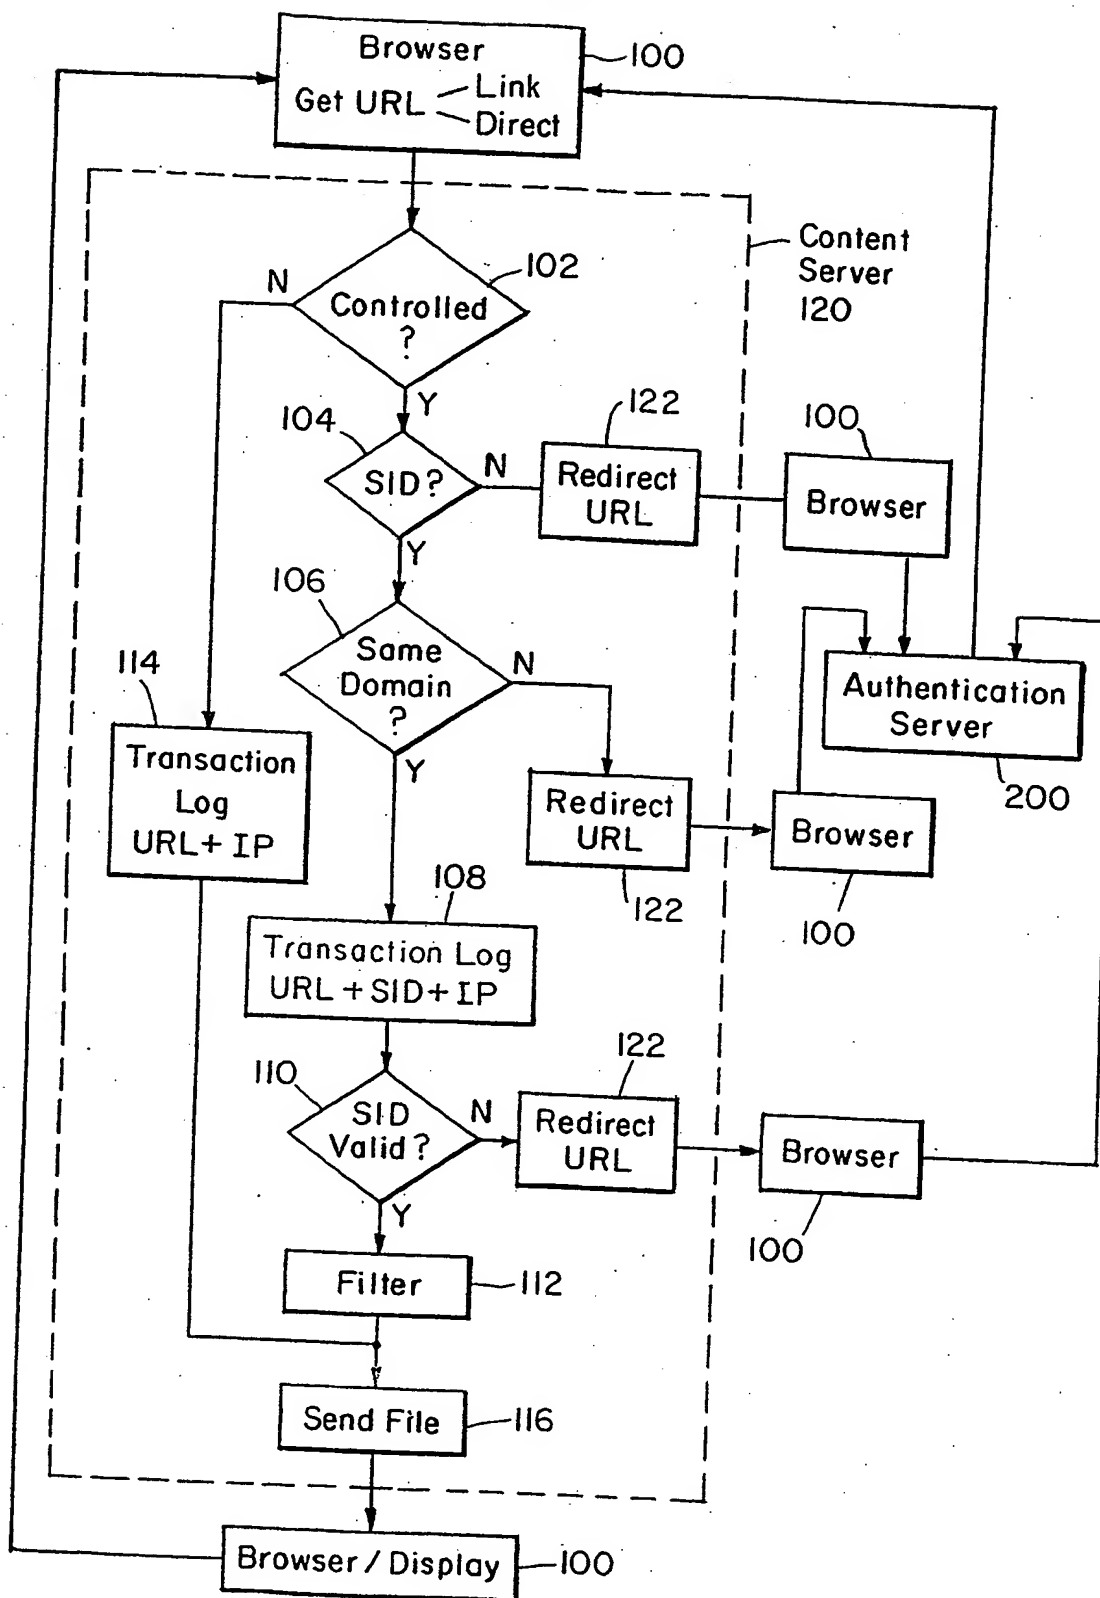 Browser
100
Get URL
Link
Direct
Content
Server
120
102
N
Controlled
?
Y
104
SID?
N
122
Redirect
URL
100
Browser
Y
106
Same
Domain
?
N
114
Transaction
Log
URL+ IP
Y
Authentication
Server
200
Redirect
URL
122
Browser
100
108
Transaction Log
URL + SID + IP
110
SID
Valid?
N
122
Redirect
URL
Browser
100
Y
Filter
112
Send File
116
Browser / Display
100